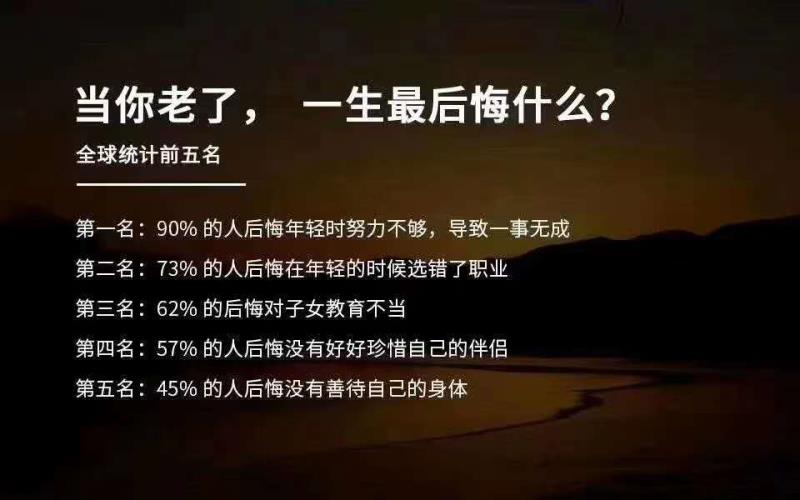 当你老了， 一生最后悔什么？
全球统计前五名
第一名：90% 的人后悔年轻时努力不够，导致一事无成
第二名：73% 的人后悔在年轻的时候选错了职业
第三名：62% 的后悔对子女教育不当
第四名：57% 的人后悔没有好好珍惜自己的伴侣
第五名：45% 的人后悔没有善待自己的身体